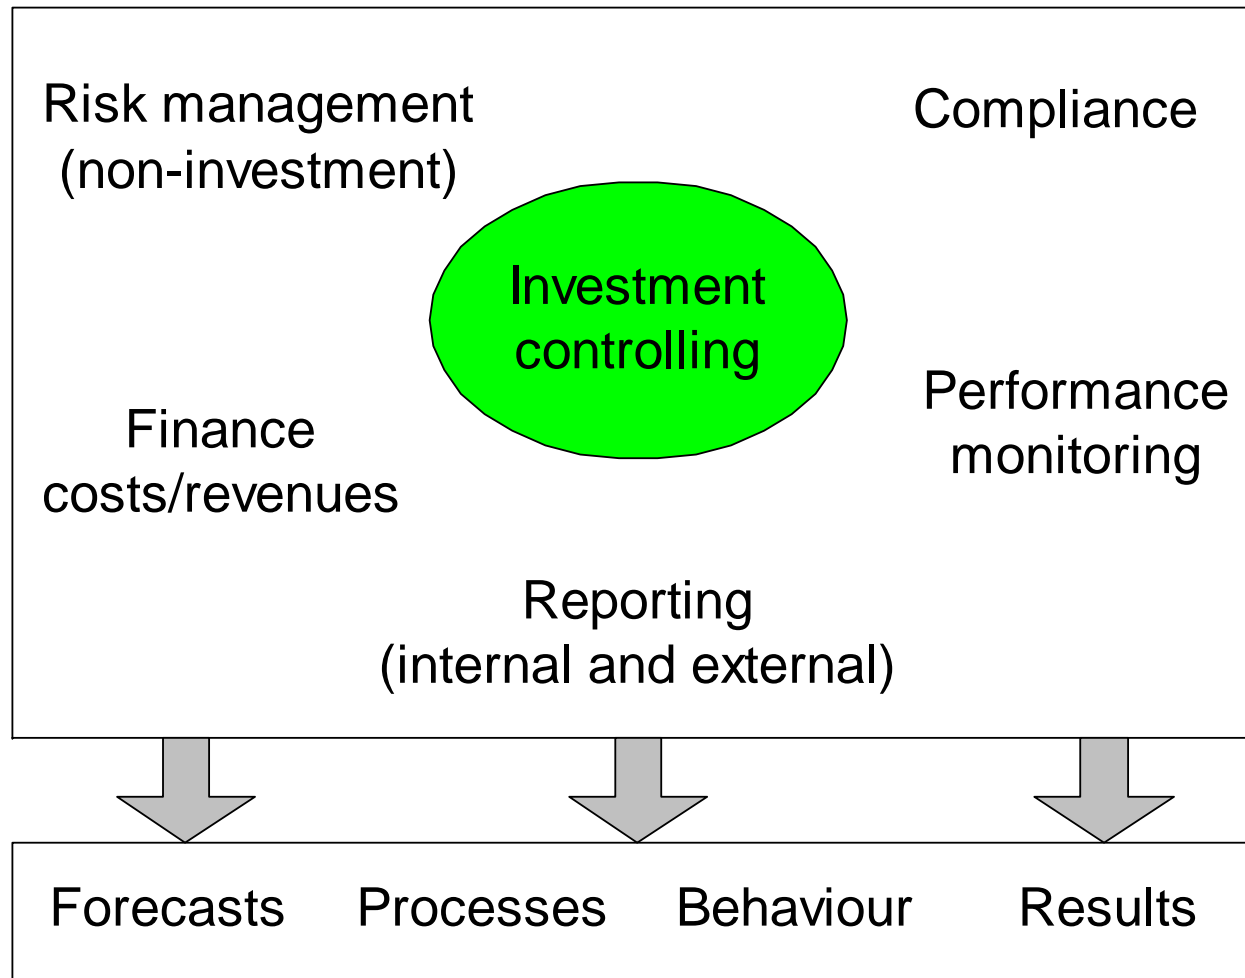 Risk management
(non-investment)
Compliance
Investment
controlling
Finance
costs/revenues
Performance
monitoring
Reporting
(internal and external)
Forecasts Processes Behaviour Results